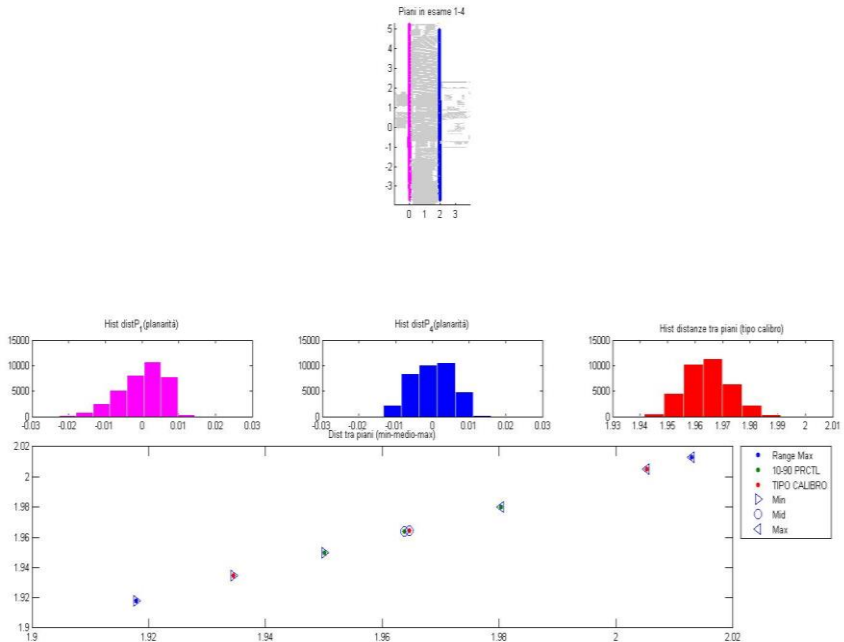 Piani in esame 1-4
5
4
3
2
1
0
-1
-2
-3
0 1 2 3
Hist distP1(planarità)
15000
10000
5000
0
-0.03 -0.02 -0.01 0 0.01 0.02 0.03
Hist distP4(planarità)
15000
10000
5000
0
-0.03 -0.02 -0.01 0 0.01 0.02 0.03
Hist distanze tra piani (tipo calibro)
15000
10000
5000
0
1.93 1.94 1.95 1.96 1.97 1.98 1.99 2 2.01
Dist tra piani (min-medio-max)
2.02
2
1.98
1.96
1.94
1.92
1.9
1.9 1.92 1.94 1.96 1.98 2 2.02
Range Max
10-90 PRCTL
TIPO CALIBRO
Min
Mid
Max